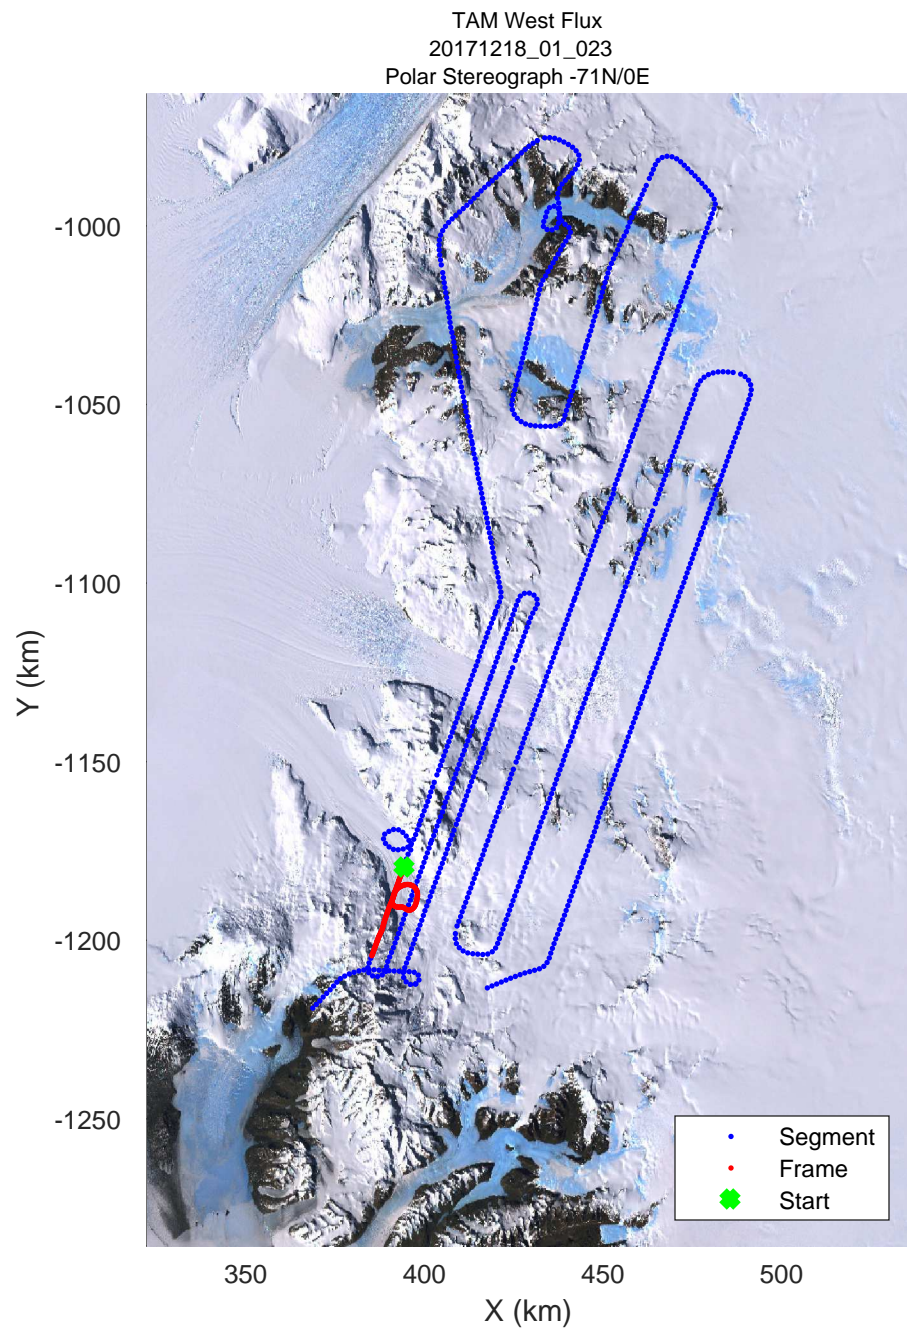 TAM West Flux
20171218_01_023
Polar Stereograph -71N/0E
-1000
-1050
-1100
-1150
-1200
-1250
Y (km)
350
400
450
500
X (km)
Segment
Frame
Start